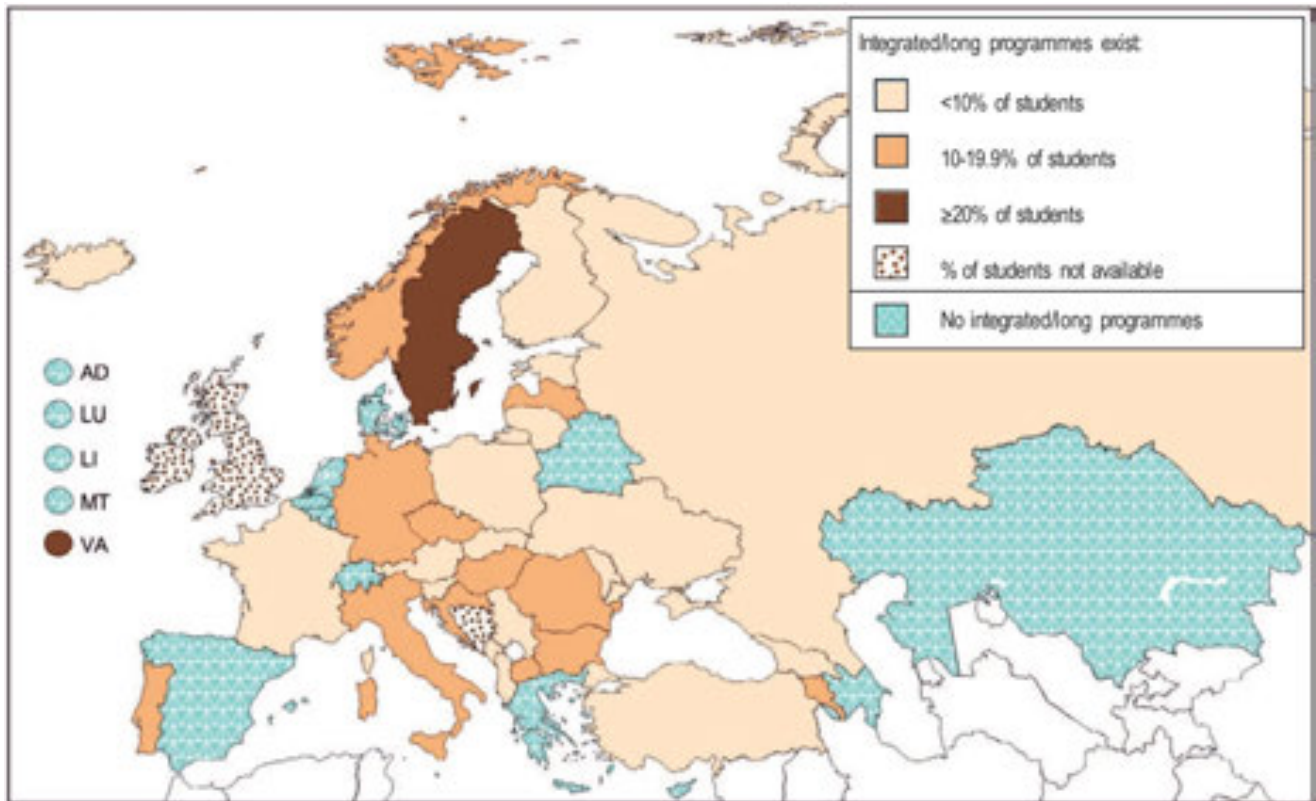 Integrated/long programmes exist:
<10% of students
10-19.9% of students
≥20% of students
% of students not available
No integrated/long programmes
AD
LU
LI
MT
VA